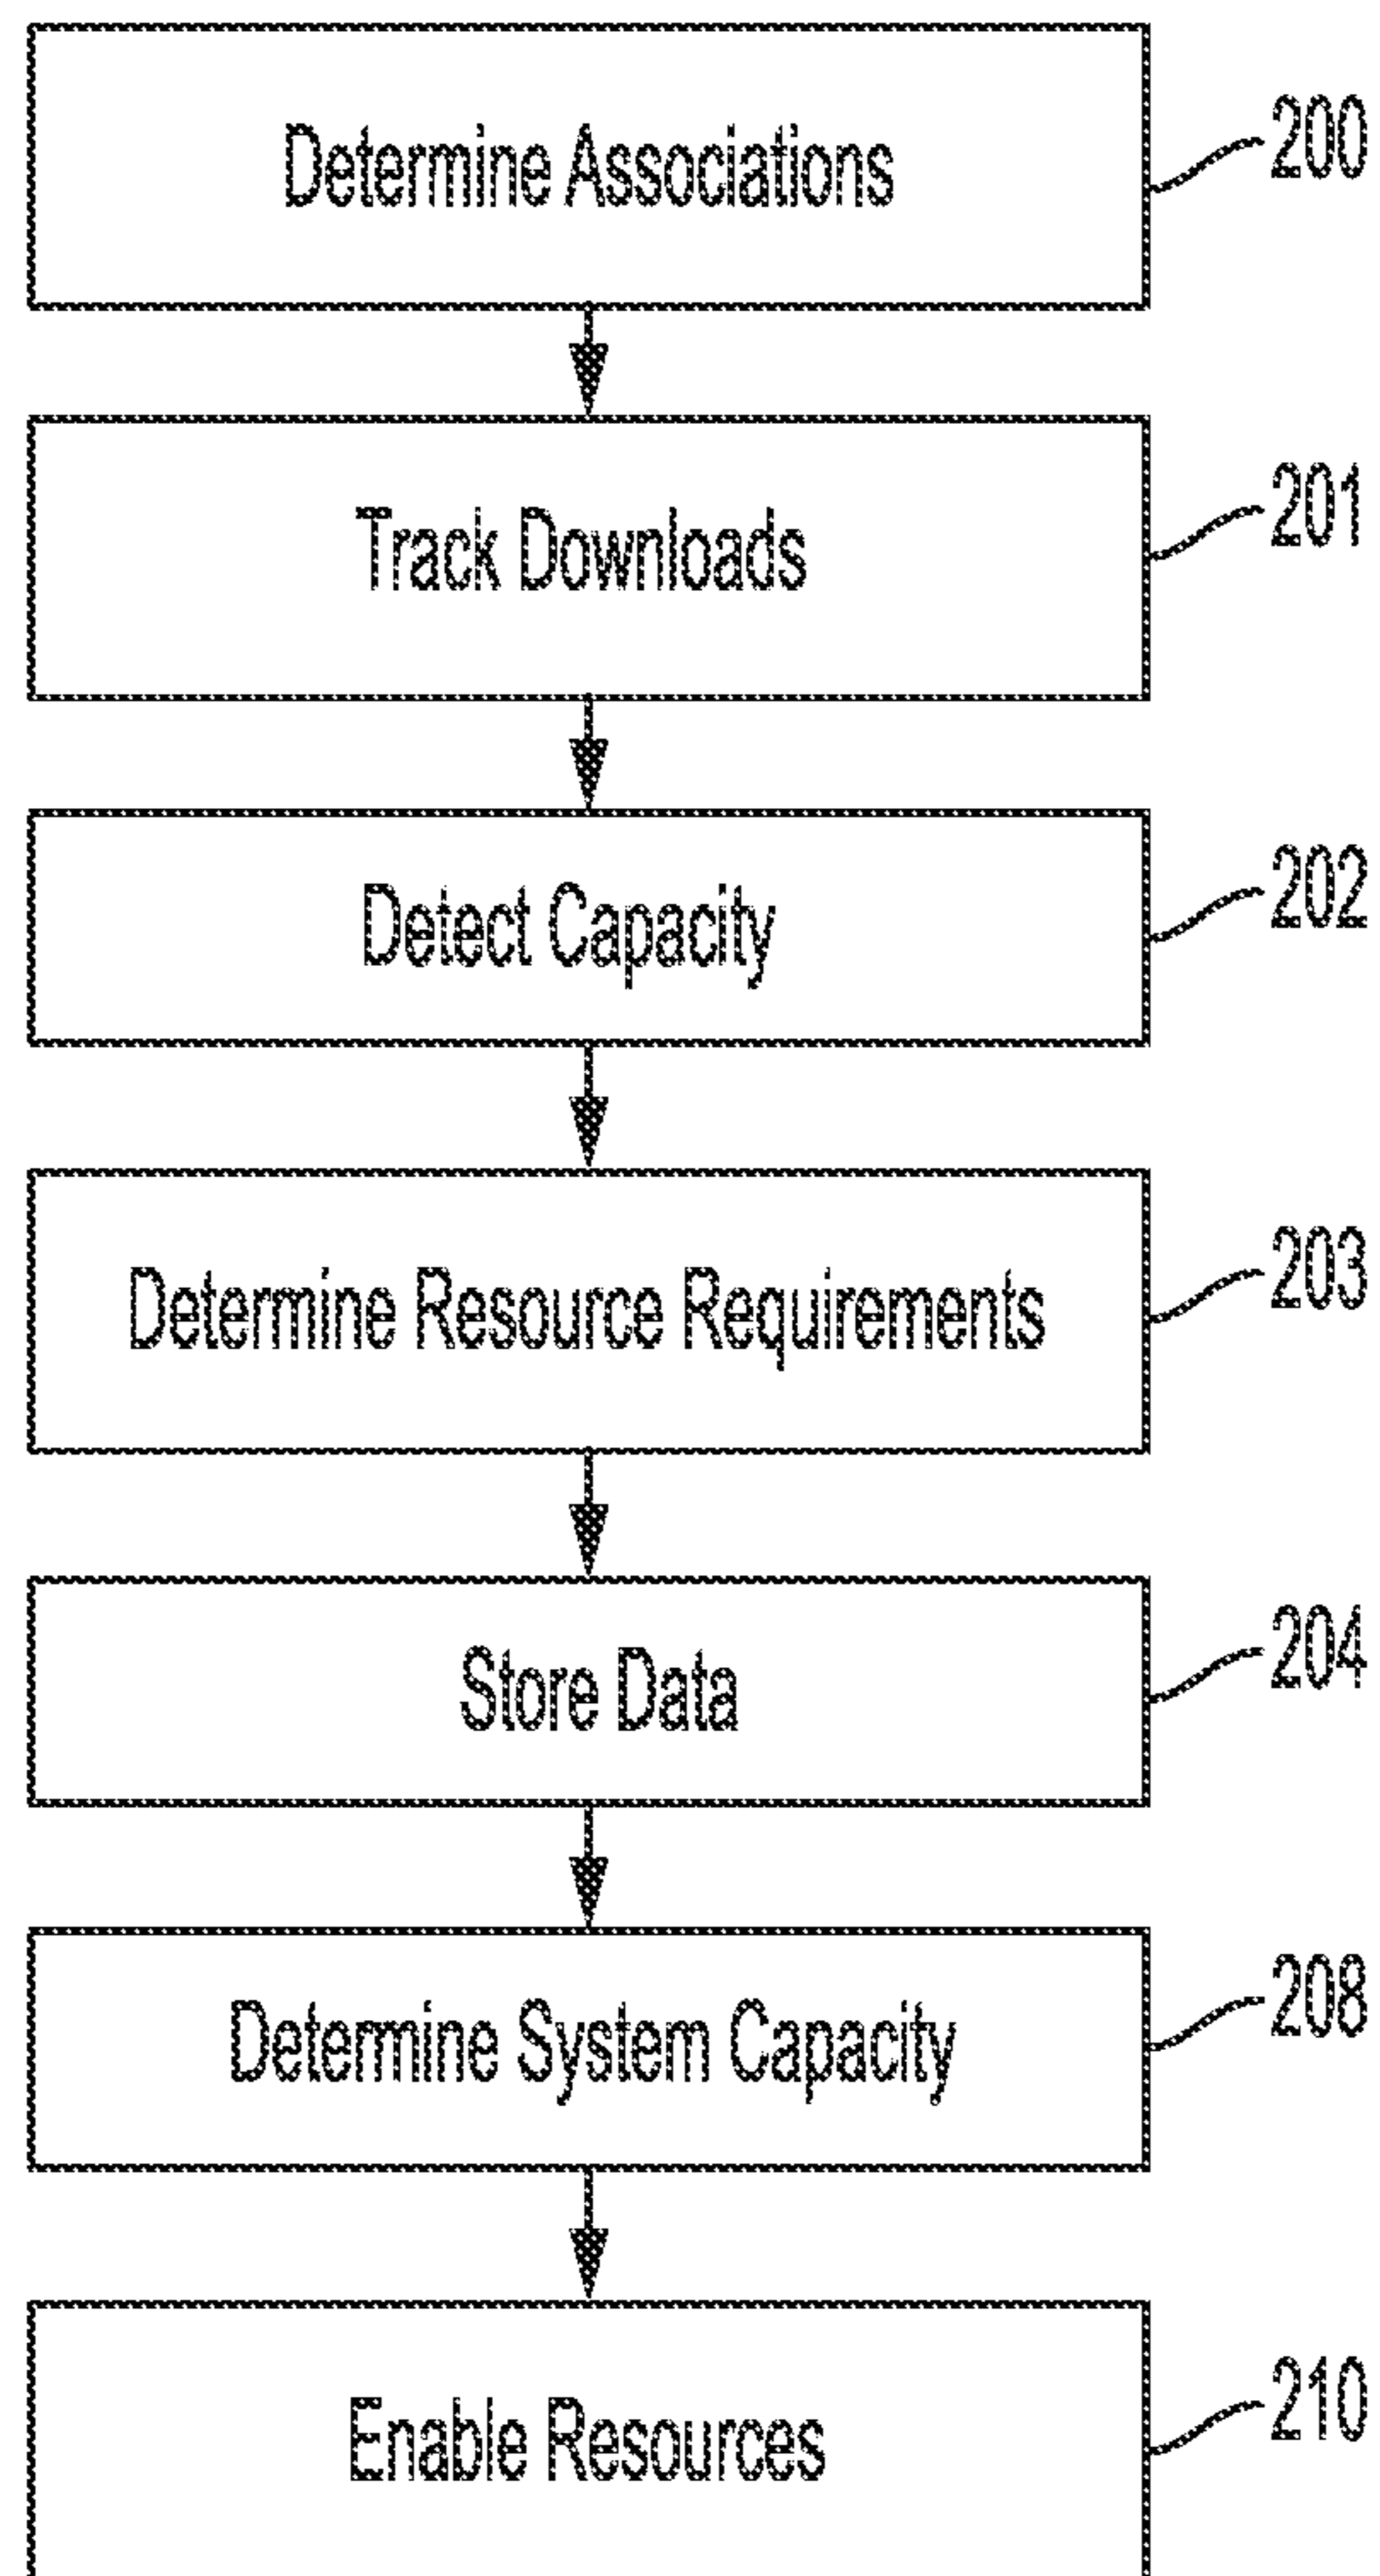 Determine Associations
200
Track Downloads
201
Detect Capacity
202
Determine Resource Requirements
203
Store Data
204
Determine System Capacity
208
Enable Resources
210